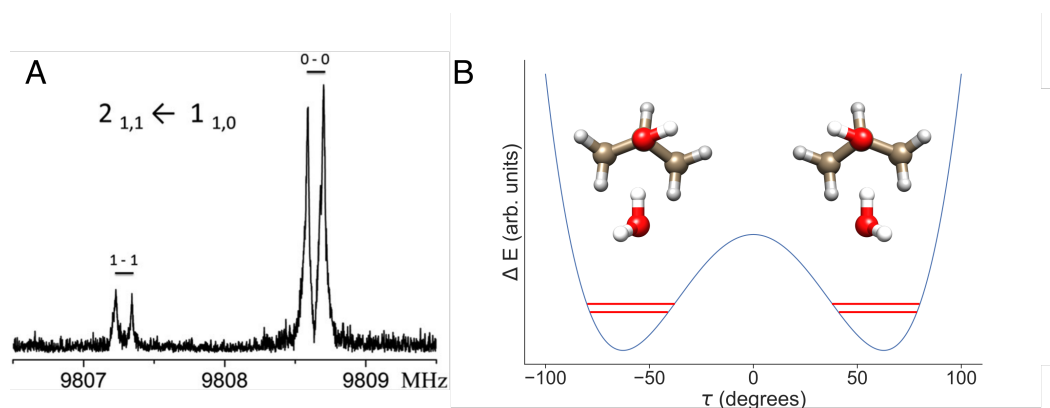 A
0 - 0
2 1,1 ← 1 1,0
1 - 1
9807
9808
9809 MHz
B
Δ E (arb. units)
−100
−50
0
50
100
τ (degrees)